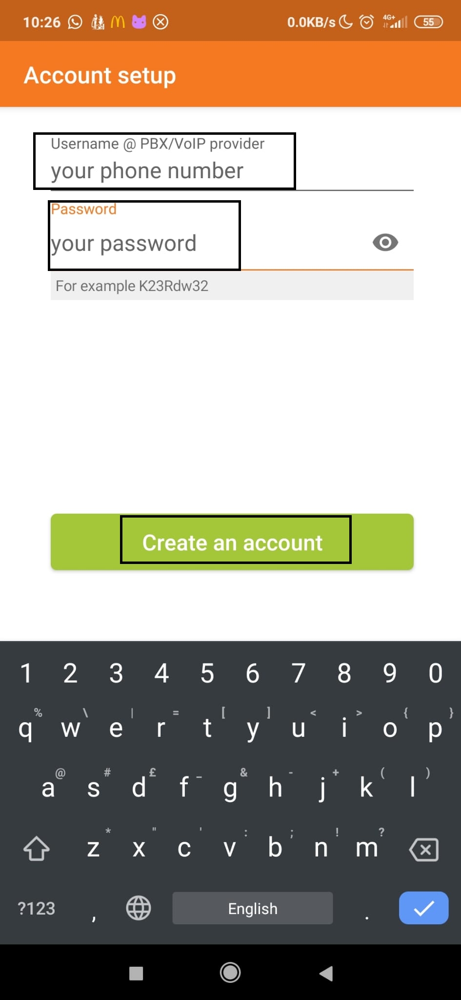 10:26 0.0KB/s 4G+ 55
Account setup
Username @ PBX/VoIP provider
your phone number
Password
your password
For example K23Rdw32
Create an account
1 2 3 4 5 6 7 8 9 0
% \ | = [ ] < > { }
q w e r t y u i o p
@ # £ _ & - + ( )
a s d f g h j k l
* " ' : ; ! ?
z x c v b n m
?123 , English .